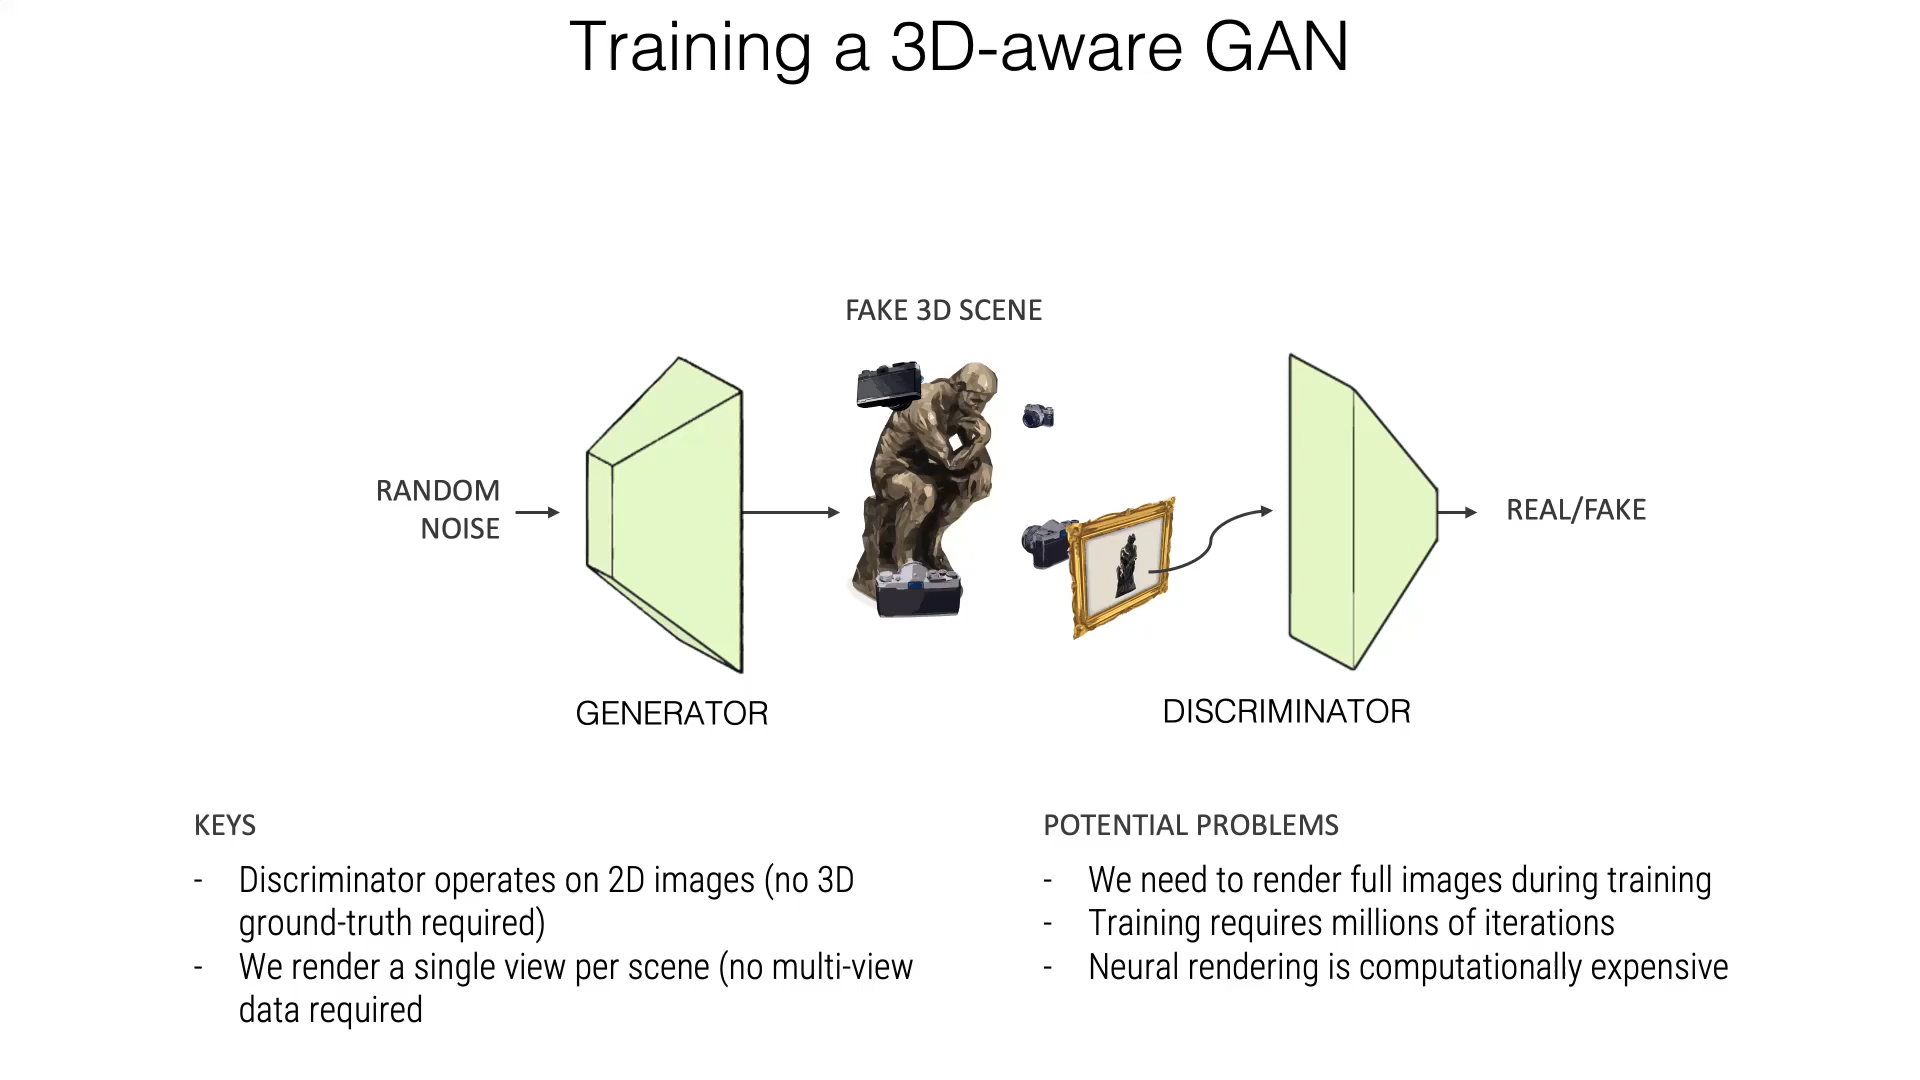 Training a 3D-aware GAN
FAKE 3D SCENE
RANDOM
NOISE
REAL/FAKE
GENERATOR
DISCRIMINATOR
KEYS
- Discriminator operates on 2D images (no 3D
ground-truth required)
- We render a single view per scene (no multi-view
data required
POTENTIAL PROBLEMS
- We need to render full images during training
- Training requires millions of iterations
- Neural rendering is computationally expensive